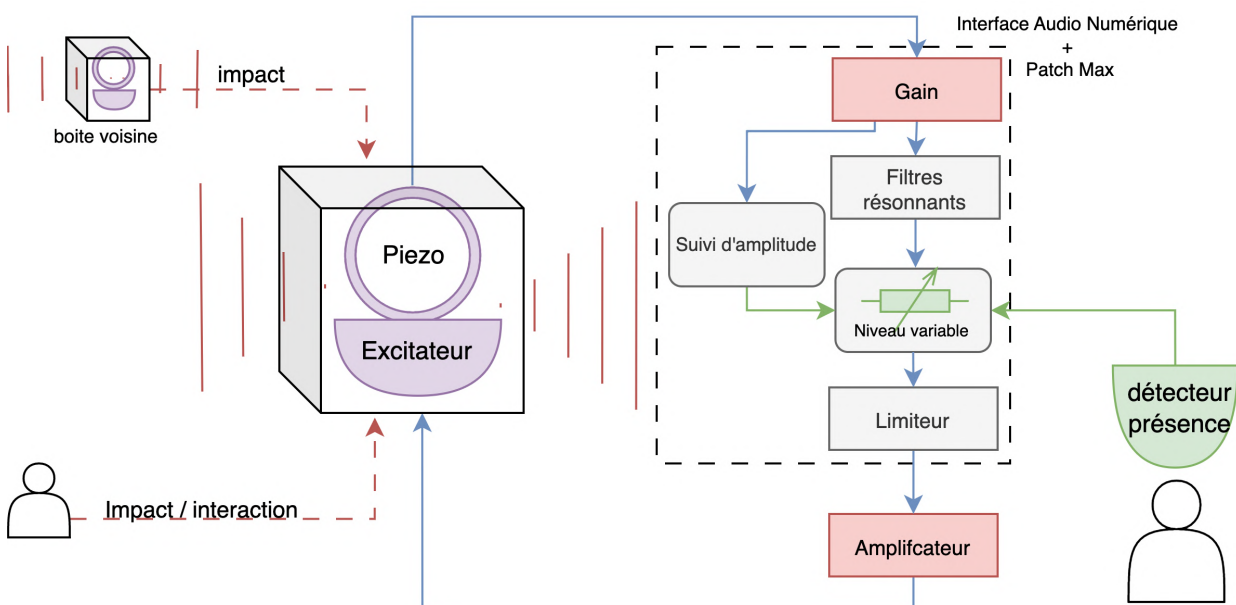 Interface Audio Numérique
+
Patch Max
impact
boite voisine
Gain
Filtres
résonnants
Suivi d'amplitude
Piezo
Excitateur
Niveau variable
Limiteur
détecteur
présence
Impact / interaction
Amplifcateur